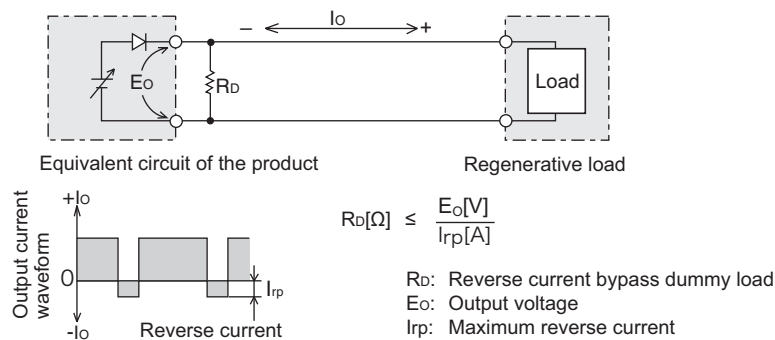 − IO +
EO
RD
Load
Equivalent circuit of the product
Regenerative load
+IO
Output current
waveform
0
-IO
Irp
Reverse current
RD[Ω] ≤ EO[V]
Irp[A]
RD: Reverse current bypass dummy load
EO: Output voltage
Irp: Maximum reverse current